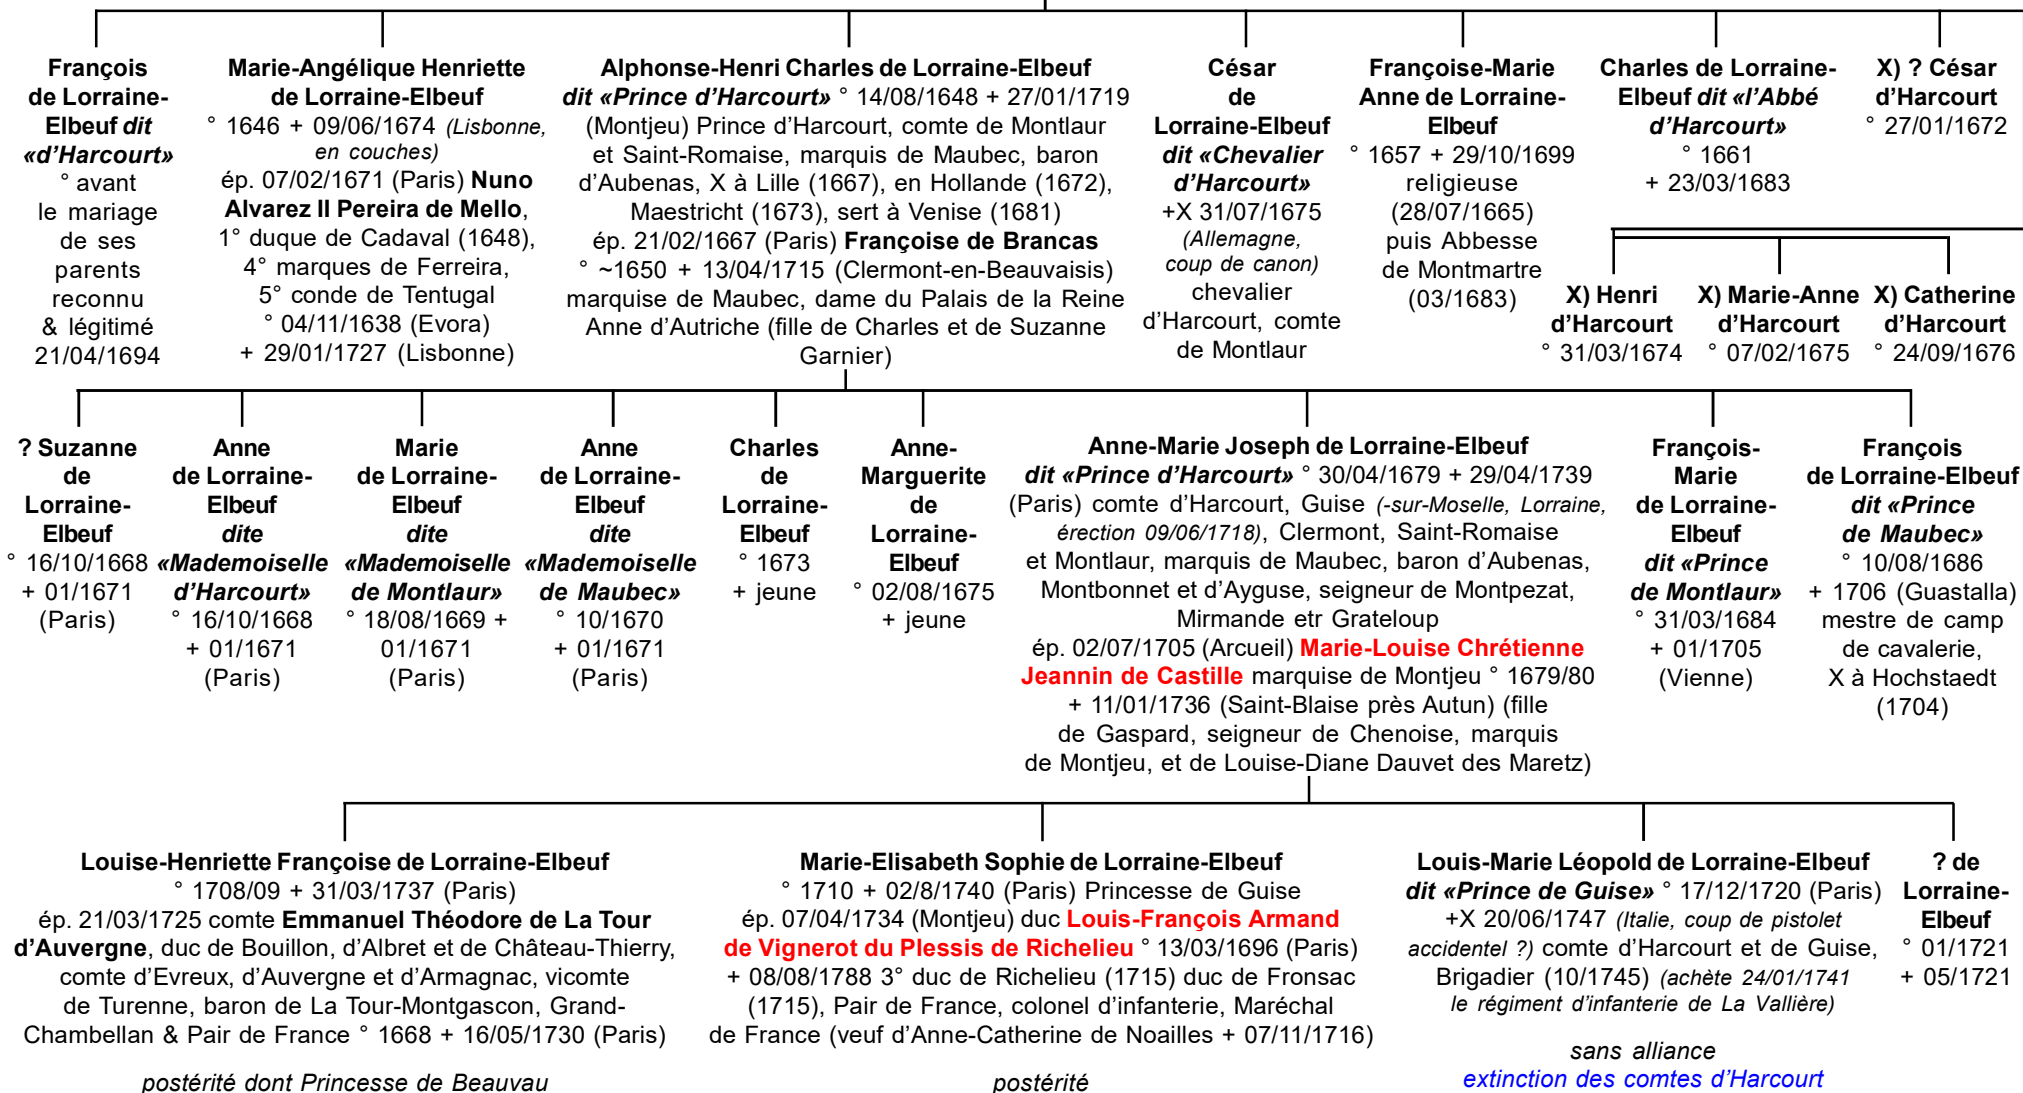 François
de Lorraine-
Elbeuf dit
«d'Harcourt»
° avant
le mariage
de ses
parents
reconnu
& légitimé
21/04/1694
Marie-Angélique Henriette
de Lorraine-Elbeuf
° 1646 + 09/06/1674 (Lisbonne,
en couches)
ép. 07/02/1671 (Paris) Nuno
Alvarez II Pereira de Mello,
1° duque de Cadaval (1648),
4° marques de Ferreira,
5° conde de Tentugal
° 04/11/1638 (Evora)
+ 29/01/1727 (Lisbonne)
Alphonse-Henri Charles de Lorraine-Elbeuf
dit «Prince d'Harcourt» ° 14/08/1648 + 27/01/1719
(Montjeu) Prince d'Harcourt, comte de Montlaur
et Saint-Romaise, marquis de Maubec, baron
d'Aubenas, X à Lille (1667), en Hollande (1672),
Maestricht (1673), sert à Venise (1681)
ép. 21/02/1667 (Paris) Françoise de Brancas
° ~1650 + 13/04/1715 (Clermont-en-Beauvaisis)
marquise de Maubec, dame du Palais de la Reine
Anne d'Autriche (fille de Charles et de Suzanne
Garnier)
César
de
Lorraine-Elbeuf
dit «Chevalier
d'Harcourt»
+X 31/07/1675
(Allemagne,
coup de canon)
chevalier
d'Harcourt, comte
de Montlaur
Françoise-Marie
Anne de Lorraine-
Elbeuf
° 1657 + 29/10/1699
religieuse
(28/07/1665)
puis Abbesse
de Montmartre
(03/1683)
Charles de Lorraine-
Elbeuf dit «l'Abbé
d'Harcourt»
° 1661
+ 23/03/1683
X) ? César
d'Harcourt
° 27/01/1672
X) Henri
d'Harcourt
° 31/03/1674
X) Marie-Anne
d'Harcourt
° 07/02/1675
X) Catherine
d'Harcourt
° 24/09/1676
? Suzanne
de
Lorraine-
Elbeuf
° 16/10/1668
+ 01/1671
(Paris)
Anne
de Lorraine-
Elbeuf
dite
«Mademoiselle
d'Harcourt»
° 16/10/1668
+ 01/1671
(Paris)
Marie
de Lorraine-
Elbeuf
dite
«Mademoiselle
de Montlaur»
° 18/08/1669 +
01/1671
(Paris)
Anne
de Lorraine-
Elbeuf
dite
«Mademoiselle
de Maubec»
° 10/1670
+ 01/1671
(Paris)
Charles
de
Lorraine-
Elbeuf
° 1673
+ jeune
Anne-
Marguerite
de
Lorraine-
Elbeuf
° 02/08/1675
+ jeune
Anne-Marie Joseph de Lorraine-Elbeuf
dit «Prince d'Harcourt» ° 30/04/1679 + 29/04/1739
(Paris) comte d'Harcourt, Guise (-sur-Moselle, Lorraine,
érection 09/06/1718), Clermont, Saint-Romaise
et Montlaur, marquis de Maubec, baron d'Aubenas,
Montbonnet et d'Ayguse, seigneur de Montpezat,
Mirmande etr Grateloup
ép. 02/07/1705 (Arcueil) Marie-Louise Chrétienne
Jeannin de Castille marquise de Montjeu ° 1679/80
+ 11/01/1736 (Saint-Blaise près Autun) (fille
de Gaspard, seigneur de Chenoise, marquis
de Montjeu, et de Louise-Diane Dauvet des Maretz)
François-
Marie
de Lorraine-
Elbeuf
dit «Prince
de Montlaur»
° 31/03/1684
+ 01/1705
(Vienne)
François
de Lorraine-Elbeuf
dit «Prince
de Maubec»
° 10/08/1686
+ 1706 (Guastalla)
mestre de camp
de cavalerie,
X à Hochstaedt
(1704)
Louise-Henriette Françoise de Lorraine-Elbeuf
° 1708/09 + 31/03/1737 (Paris)
ép. 21/03/1725 comte Emmanuel Théodore de La Tour
d'Auvergne, duc de Bouillon, d'Albret et de Château-Thierry,
comte d'Evreux, d'Auvergne et d'Armagnac, vicomte
de Turenne, baron de La Tour-Montgascon, Grand-
Chambellan & Pair de France ° 1668 + 16/05/1730 (Paris)
postérité dont Princesse de Beauvau
Marie-Elisabeth Sophie de Lorraine-Elbeuf
° 1710 + 02/8/1740 (Paris) Princesse de Guise
ép. 07/04/1734 (Montjeu) duc Louis-François Armand
de Vignerot du Plessis de Richelieu ° 13/03/1696 (Paris)
+ 08/08/1788 3° duc de Richelieu (1715) duc de Fronsac
(1715), Pair de France, colonel d'infanterie, Maréchal
de France (veuf d'Anne-Catherine de Noailles + 07/11/1716)
postérité
Louis-Marie Léopold de Lorraine-Elbeuf
dit «Prince de Guise» ° 17/12/1720 (Paris)
+X 20/06/1747 (Italie, coup de pistolet
accidentel ?) comte d'Harcourt et de Guise,
Brigadier (10/1745) (achète 24/01/1741
le régiment d'infanterie de La Vallière)
sans alliance
extinction des comtes d'Harcourt
? de
Lorraine-
Elbeuf
° 01/1721
+ 05/1721